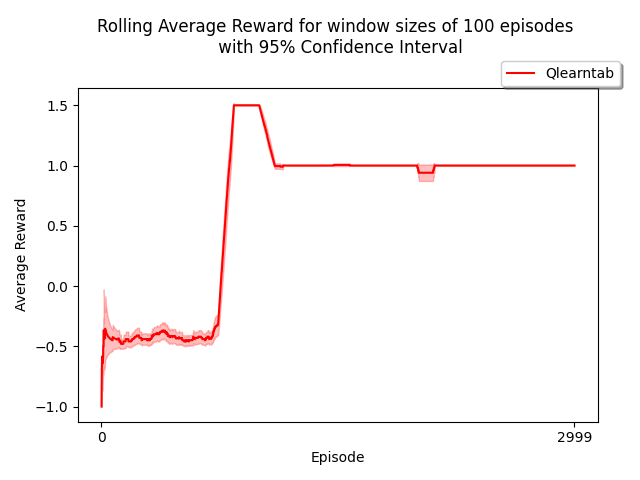 Rolling Average Reward for window sizes of 100 episodes
with 95% Confidence Interval
Qlearntab
1.5
1.0
0.5
0.0
−0.5
−1.0
Average Reward
0
2999
Episode